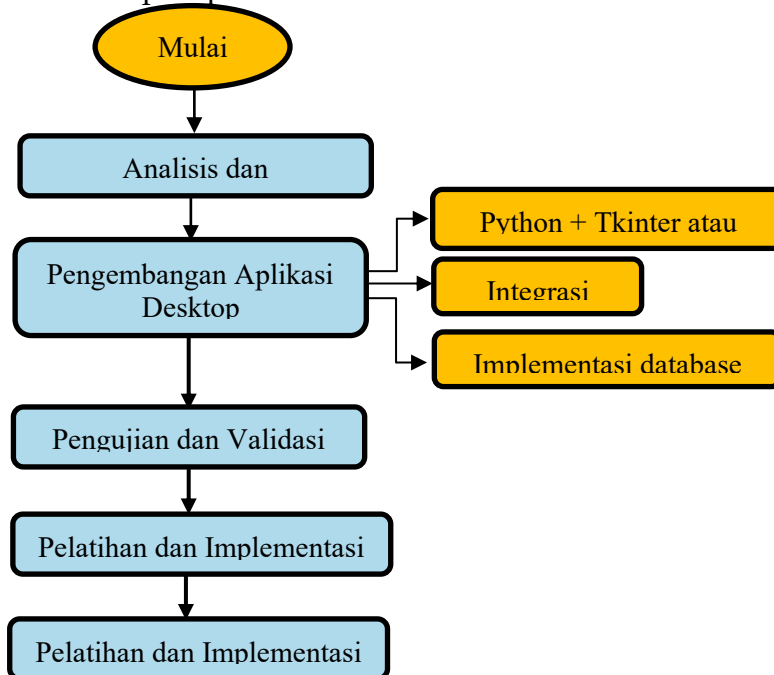 Mulai
Analisis dan
Python + Tkinter atau
Pengembangan Aplikasi
Desktop
Integrasi
Implementasi database
Pengujian dan Validasi
Pelatihan dan Implementasi
Pelatihan dan Implementasi